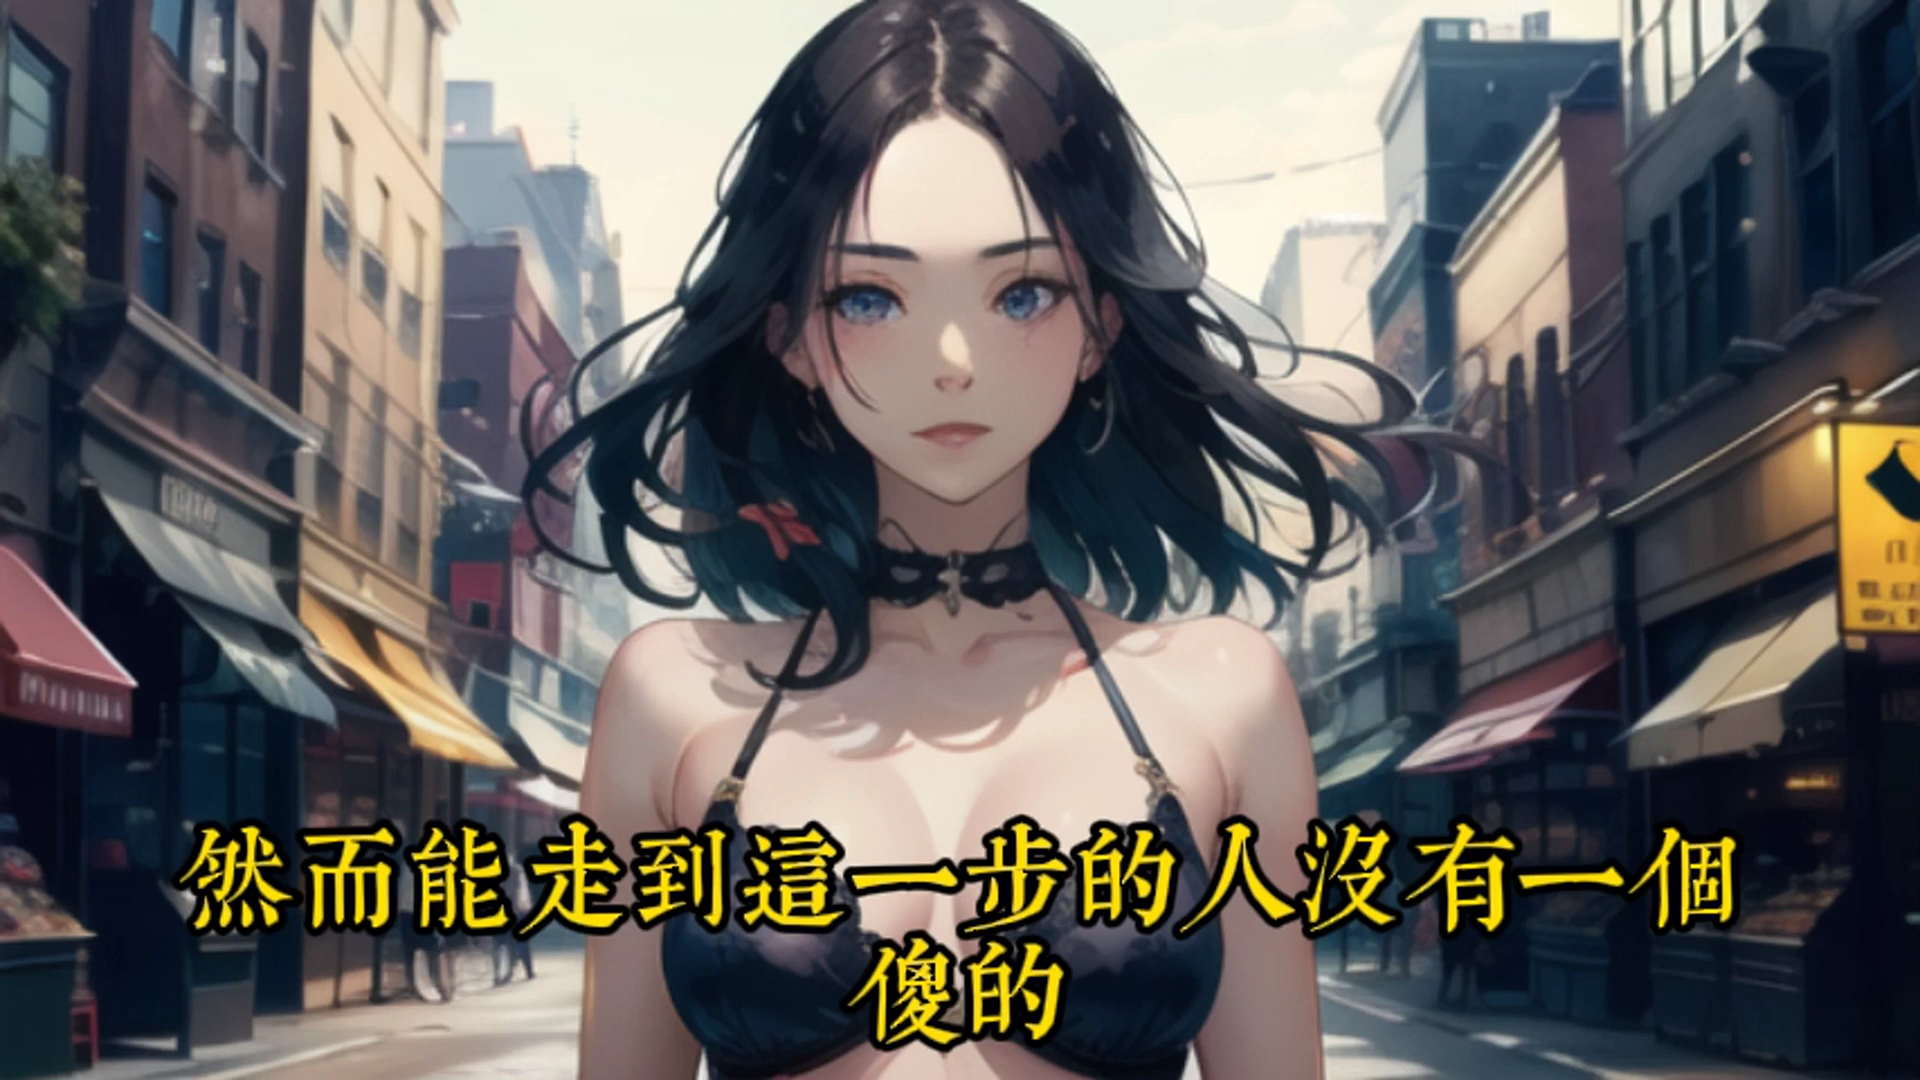 然而能走到這一步的人沒有一個
傻的